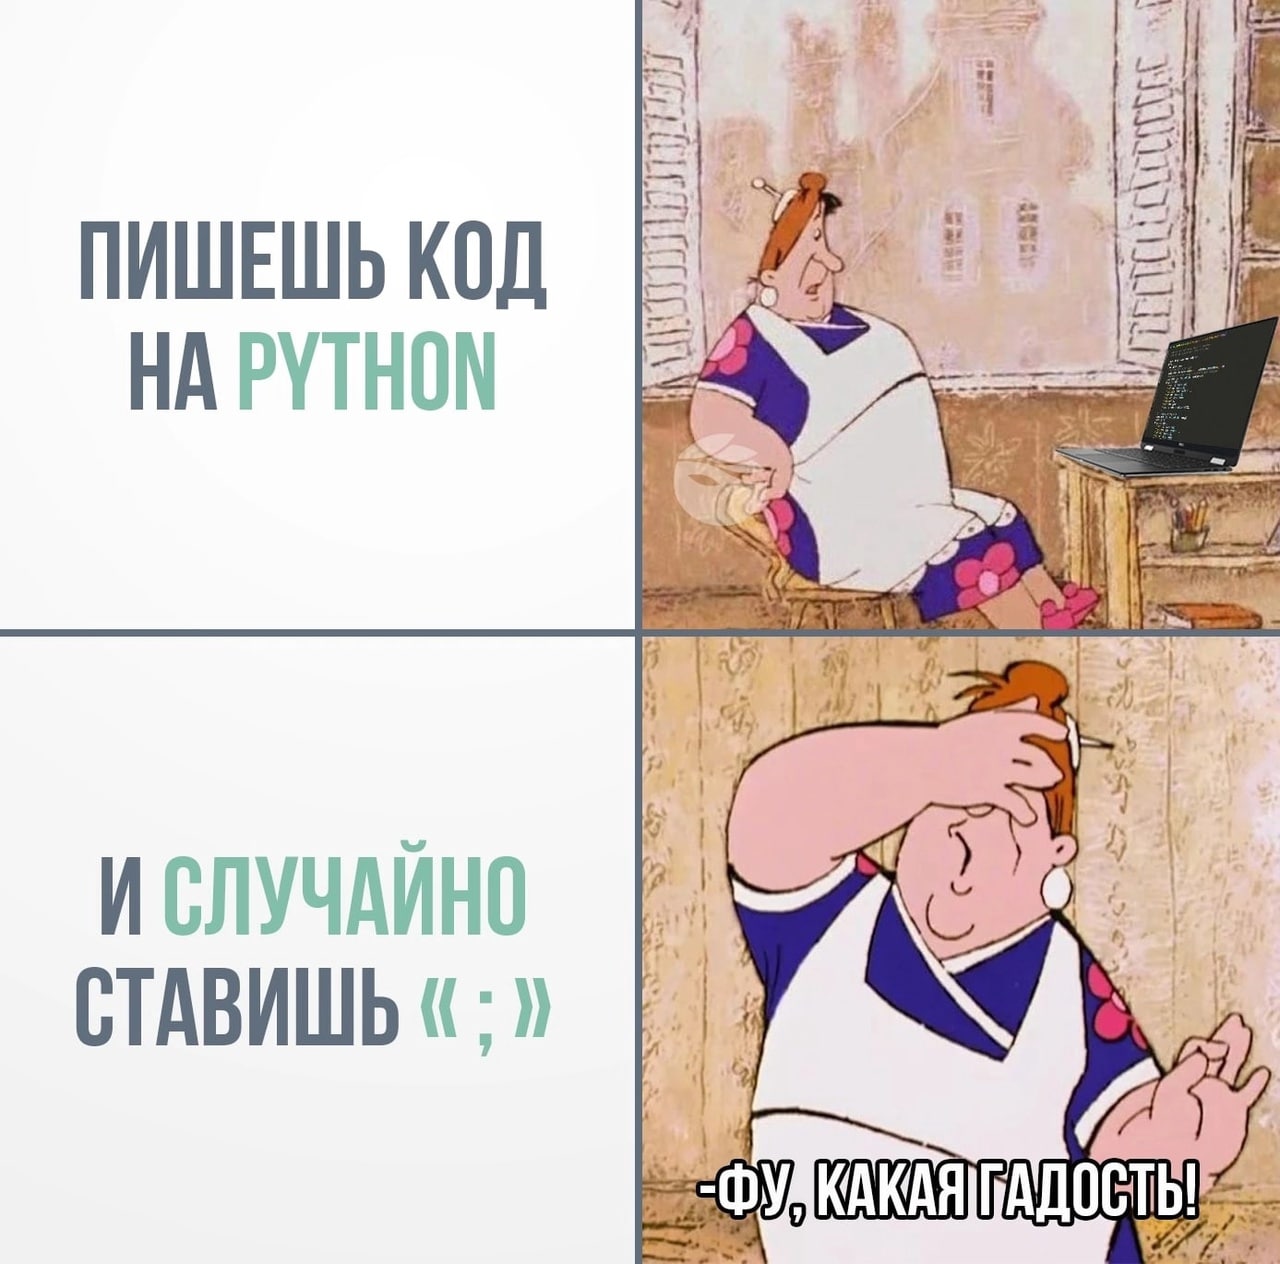 ПИШЕШЬ КОД
НА PYTHON
И СЛУЧАЙНО
СТАВИШЬ « ; »
-ФУ, КАКАЯ ГАДОСТЬ!